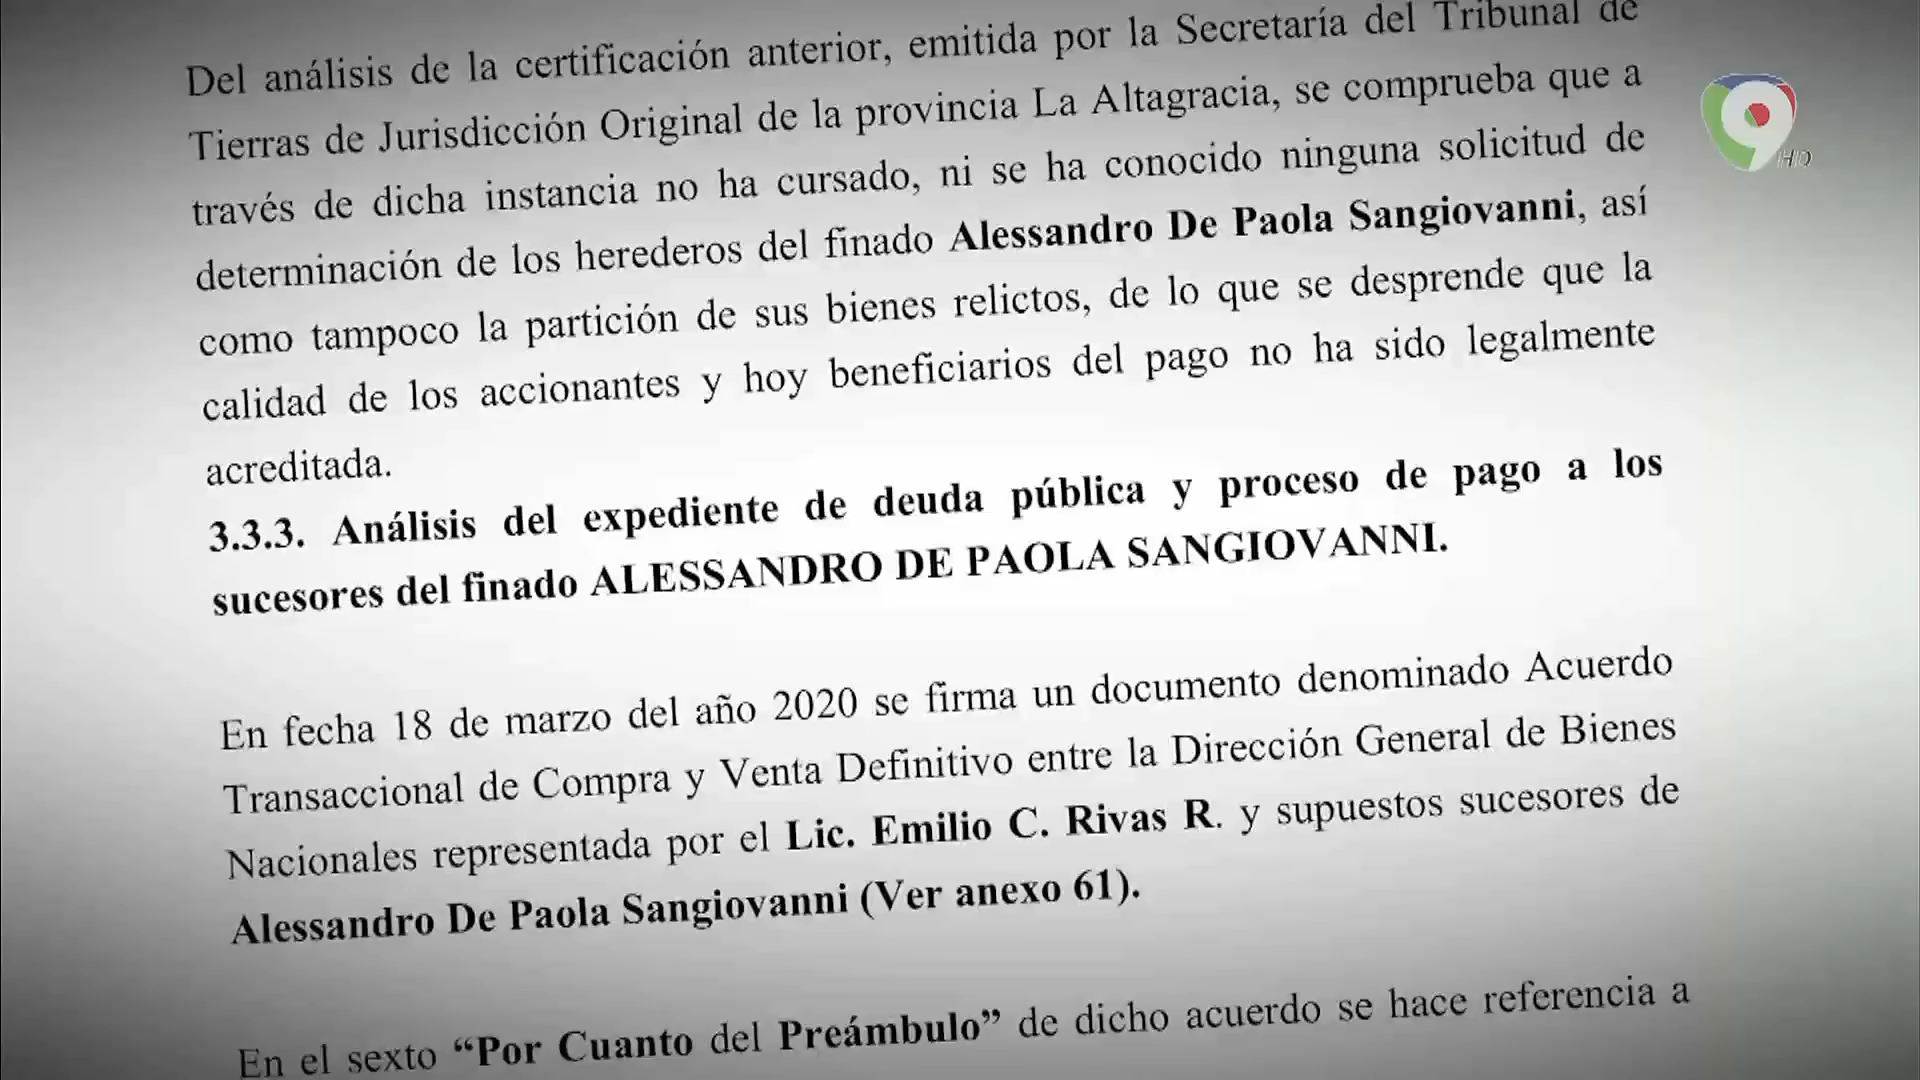 Del análisis de la certificación anterior, emitida por la Secretaría del Tribunal de
Tierras de Jurisdicción Original de la provincia La Altagracia, se comprueba que a
través de dicha instancia no ha cursado, ni se ha conocido ninguna solicitud de
determinación de los herederos del finado Alessandro De Paola Sangiovanni, así
como tampoco la partición de sus bienes relictos, de lo que se desprende que la
calidad de los accionantes y hoy beneficiarios del pago no ha sido legalmente
acreditada.
3.3.3. Análisis del expediente de deuda pública y proceso de pago a los
sucesores del finado ALESSANDRO DE PAOLA SANGIOVANNI.
En fecha 18 de marzo del año 2020 se firma un documento denominado Acuerdo
Transaccional de Compra y Venta Definitivo entre la Dirección General de Bienes
Nacionales representada por el Lic. Emilio C. Rivas R. y supuestos sucesores de
Alessandro De Paola Sangiovanni (Ver anexo 61).
En el sexto “Por Cuanto del Preámbulo” de dicho acuerdo se hace referencia a
HD